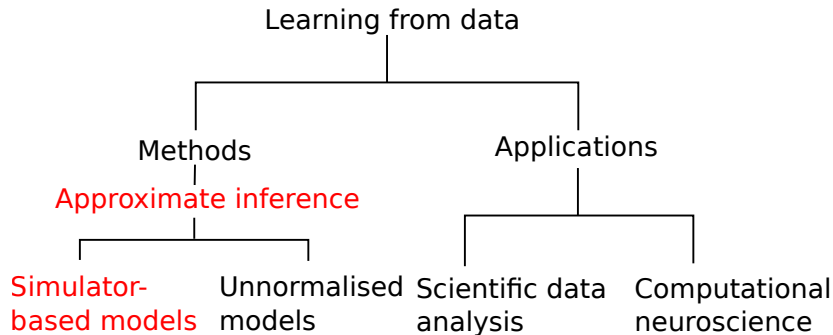 Learning from data
Methods
Applications
Approximate inference
Simulator-
based models
Unnormalised
models
Scientific data
analysis
Computational
neuroscience